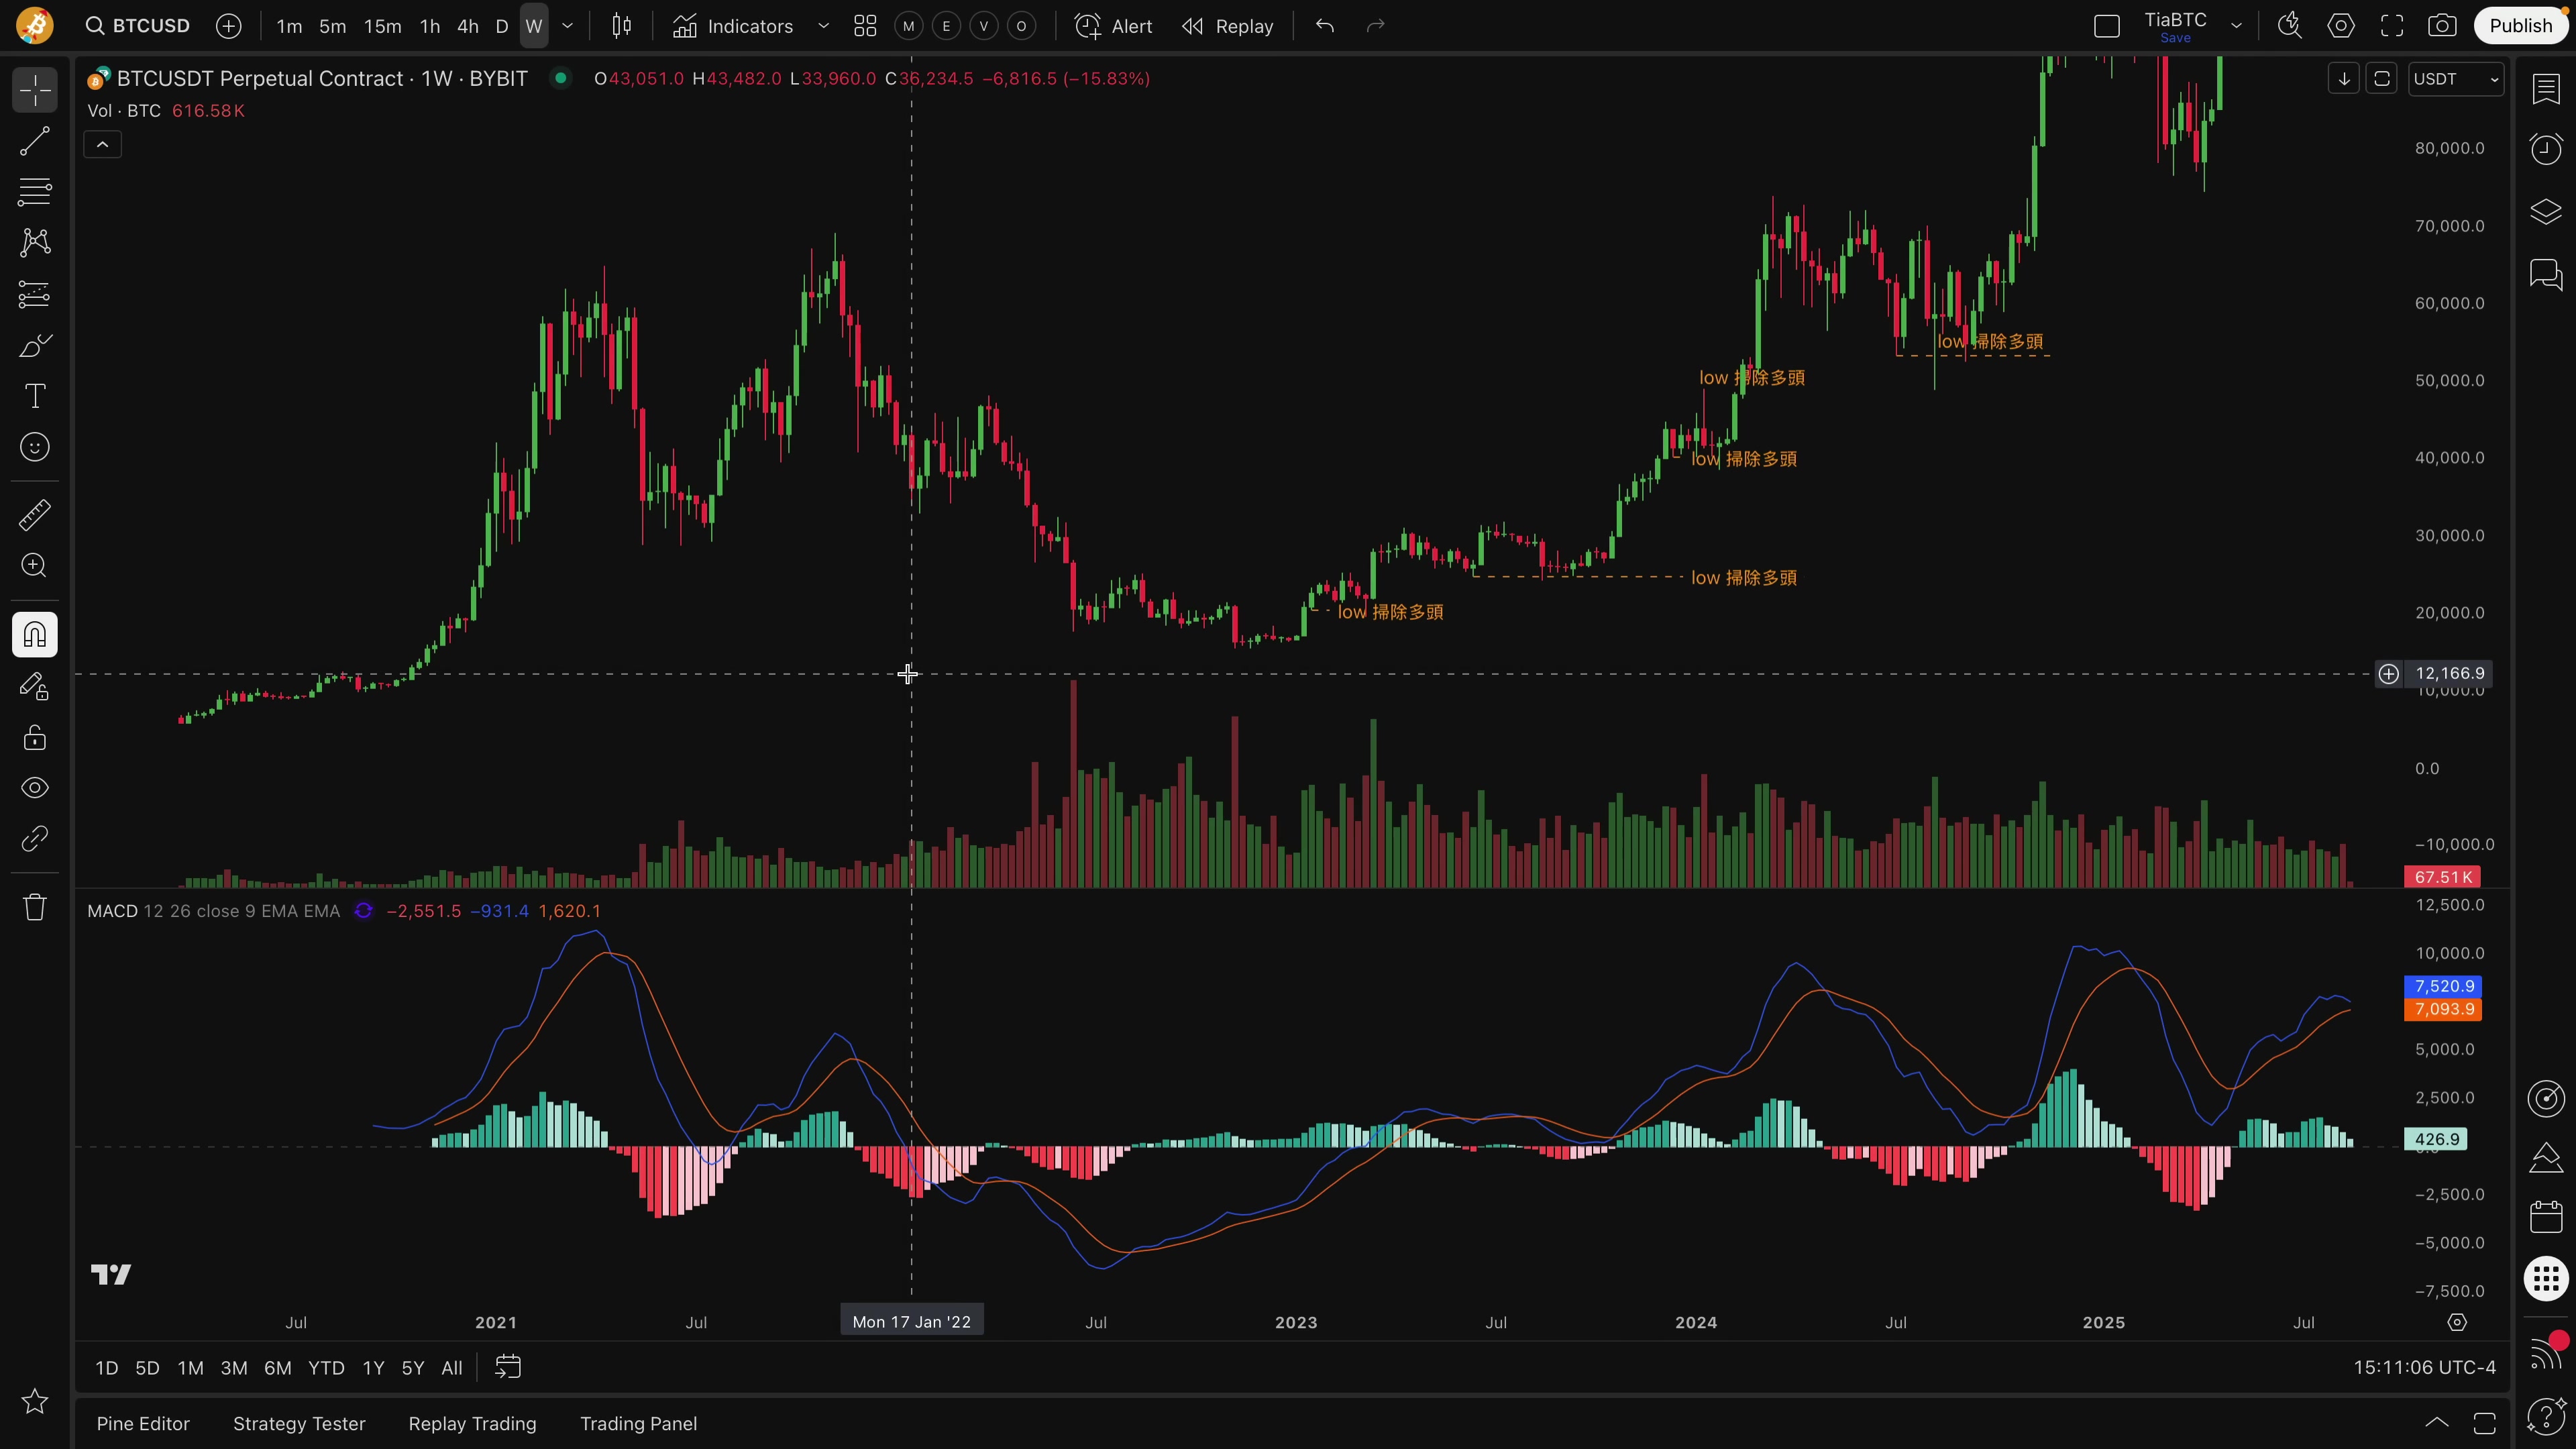 BTCUSD
1m 5m 15m 1h 4h D W
Indicators
M E V O
Alert
Replay
TiaBTC
Save
Publish
BTCUSDT Perpetual Contract · 1W · BYBIT
O43,051.0 H43,482.0 L33,960.0 C36,234.5 −6,816.5 (−15.83%)
USDT
Vol · BTC 616.58K
80,000.0
70,000.0
60,000.0
low 掃除多頭
low 掃除多頭
50,000.0
low 掃除多頭
40,000.0
30,000.0
low 掃除多頭
low 掃除多頭
20,000.0
12,166.9
10,000.0
0.0
−10,000.0
67.51K
MACD 12 26 close 9 EMA EMA −2,551.5 −931.4 1,620.1
12,500.0
10,000.0
7,520.9
7,093.9
5,000.0
2,500.0
426.9
−2,500.0
−5,000.0
−7,500.0
Jul 2021 Jul Mon 17 Jan '22 Jul 2023 Jul 2024 Jul 2025 Jul
1D 5D 1M 3M 6M YTD 1Y 5Y All
15:11:06 UTC-4
Pine Editor Strategy Tester Replay Trading Trading Panel